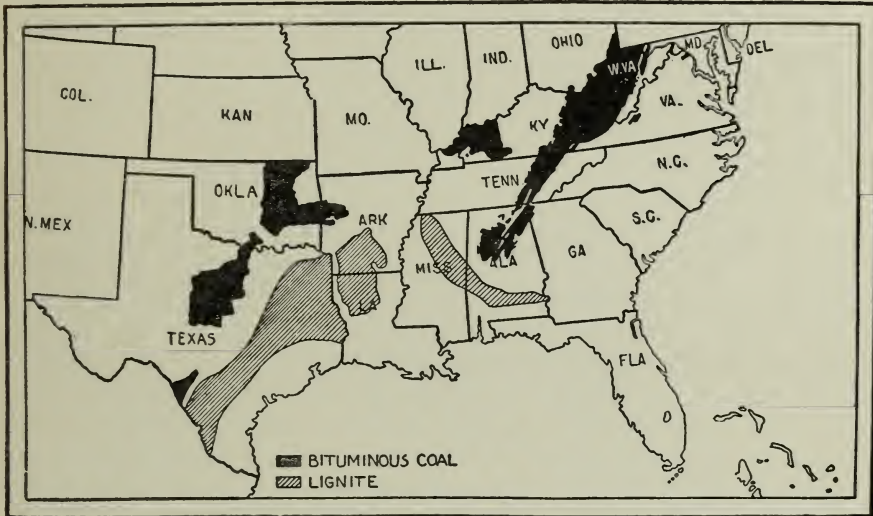 ILL.
IND.
OHIO
W.VA
MD.
DEL
COL.
KAN
MO.
KY
VA.
OKLA
TENN
N.C.
N.MEX
ARK
S.C.
MISS
ALA
GA
LA
TEXAS
FLA
BITUMINOUS COAL
LIGNITE